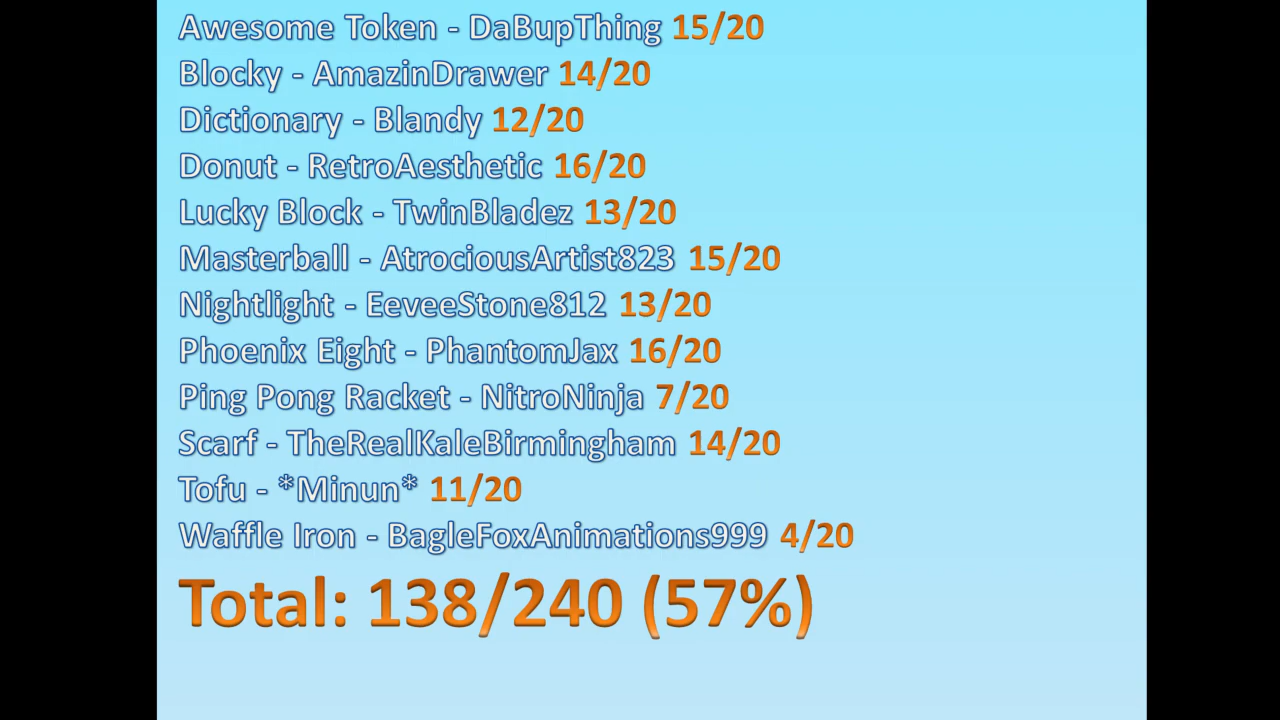 Awesome Token - DaBupThing 15/20
Blocky - AmazinDrawer 14/20
Dictionary - Blandy 12/20
Donut - RetroAesthetic 16/20
Lucky Block - TwinBladez 13/20
Masterball - AtrociousArtist823 15/20
Nightlight - EeveeStone812 13/20
Phoenix Eight - PhantomJax 16/20
Ping Pong Racket - NitroNinja 7/20
Scarf - TheRealKaleBirmingham 14/20
Tofu - *Minun* 11/20
Waffle Iron - BagleFoxAnimations999 4/20
Total: 138/240 (57%)